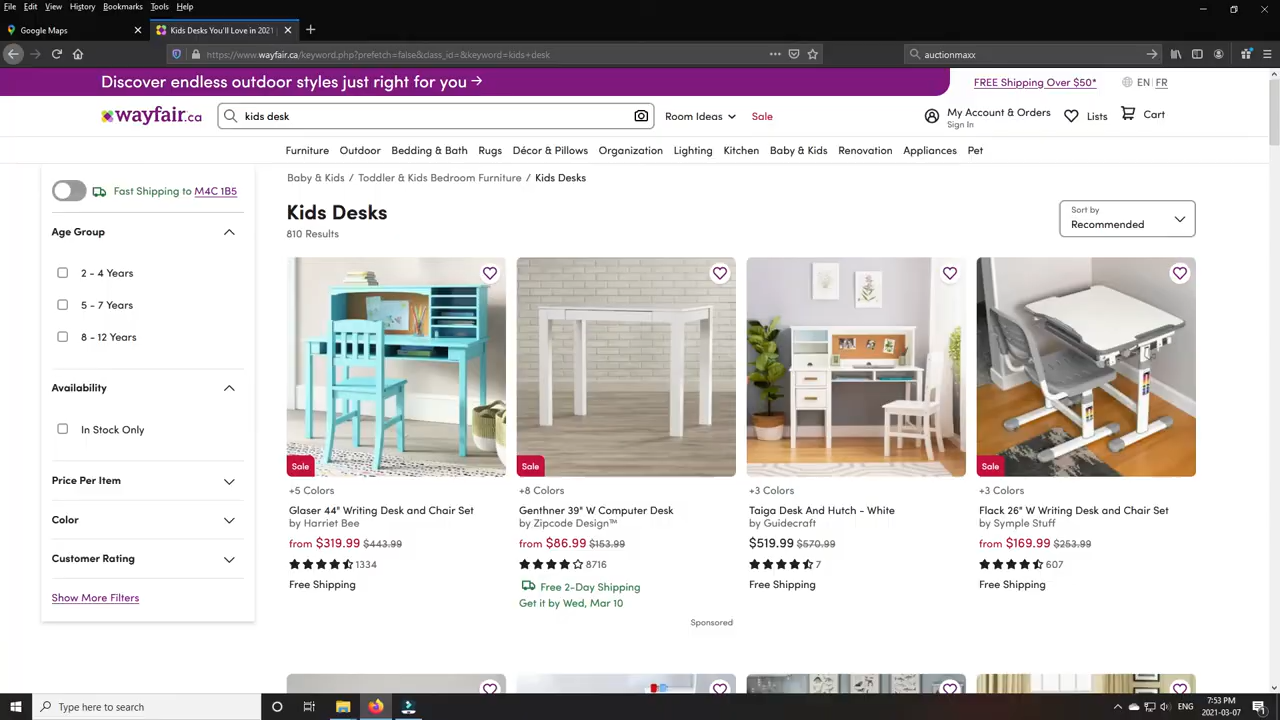 File Edit View History Bookmarks Tools Help
Google Maps
Kids Desks You'll Love in 2021
https://www.wayfair.ca/keyword.php?prefetch=false&class_id=&keyword=kids+desk
auctionmaxx
Discover endless outdoor styles just right for you →
FREE Shipping Over $50*
EN | FR
wayfair.ca
kids desk
Room Ideas
Sale
My Account & Orders
Sign In
Lists
Cart
Furniture Outdoor Bedding & Bath Rugs Décor & Pillows Organization Lighting Kitchen Baby & Kids Renovation Appliances Pet
Baby & Kids / Toddler & Kids Bedroom Furniture / Kids Desks
Fast Shipping to M4C 1B5
Age Group
2 - 4 Years
5 - 7 Years
8 - 12 Years
Availability
In Stock Only
Price Per Item
Color
Customer Rating
Show More Filters
Kids Desks
810 Results
Sort by
Recommended
Sale
+5 Colors
Glaser 44" Writing Desk and Chair Set
by Harriet Bee
from $319.99 $443.99
1334
Free Shipping
Sale
+8 Colors
Genthner 39" W Computer Desk
by Zipcode Design™
from $86.99 $153.99
8716
Free 2-Day Shipping
Get it by Wed, Mar 10
Sponsored
+3 Colors
Taiga Desk And Hutch - White
by Guidecraft
$519.99 $570.99
7
Free Shipping
Sale
+3 Colors
Flack 26" W Writing Desk and Chair Set
by Symple Stuff
from $169.99 $253.99
607
Free Shipping
Type here to search
ENG
7:53 PM
2021-03-07